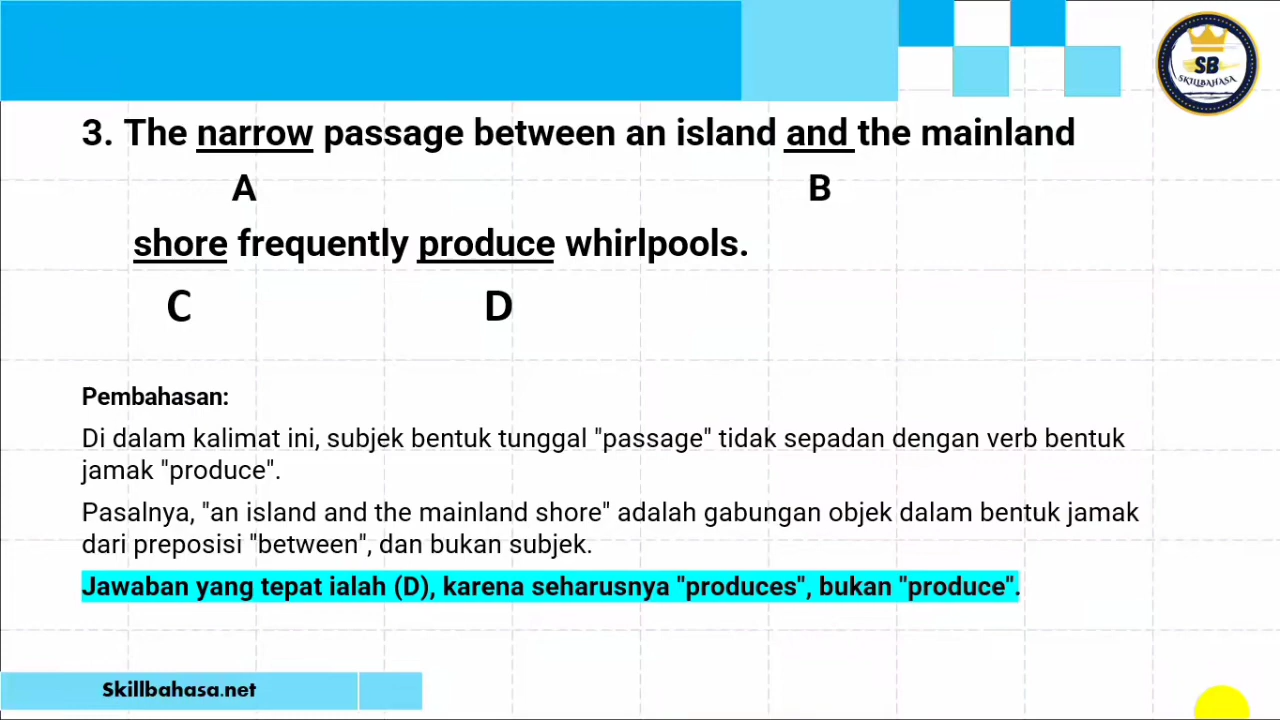 SB
SKILLBAHASA
3. The narrow passage between an island and the mainland
A B
shore frequently produce whirlpools.
C D
Pembahasan:
Di dalam kalimat ini, subjek bentuk tunggal "passage" tidak sepadan dengan verb bentuk
jamak "produce".
Pasalnya, "an island and the mainland shore" adalah gabungan objek dalam bentuk jamak
dari preposisi "between", dan bukan subjek.
Jawaban yang tepat ialah (D), karena seharusnya "produces", bukan "produce".
Skillbahasa.net